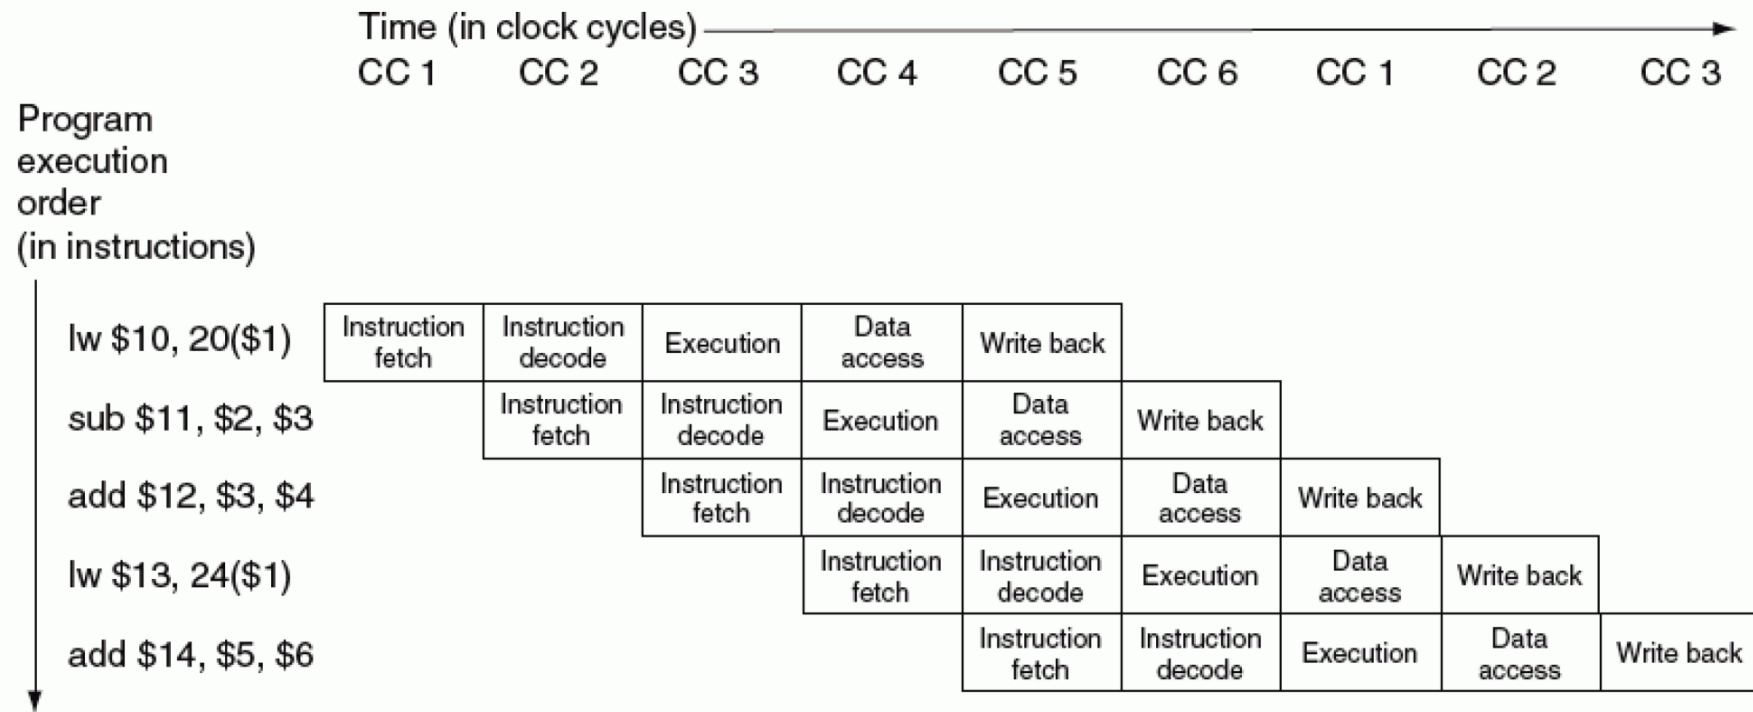 Time (in clock cycles)
CC 1 CC 2 CC 3 CC 4 CC 5 CC 6 CC 1 CC 2 CC 3
Program
execution
order
(in instructions)
lw $10, 20($1) Instruction fetch Instruction decode Execution Data access Write back
sub $11, $2, $3 Instruction fetch Instruction decode Execution Data access Write back
add $12, $3, $4 Instruction fetch Instruction decode Execution Data access Write back
lw $13, 24($1) Instruction fetch Instruction decode Execution Data access Write back
add $14, $5, $6 Instruction fetch Instruction decode Execution Data access Write back